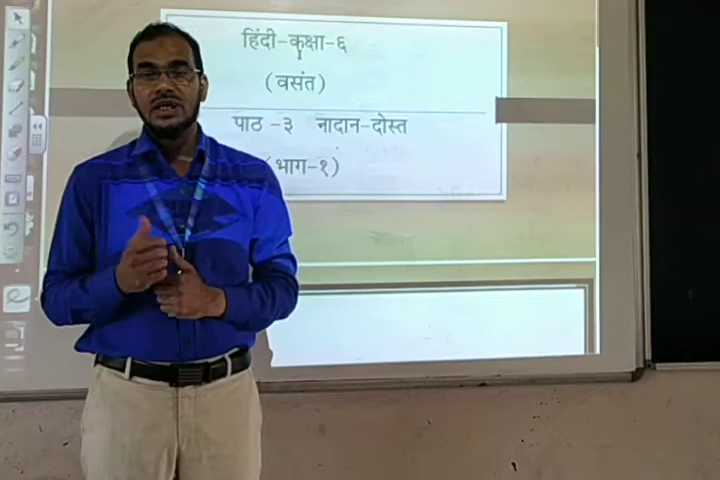 हिंदी-कक्षा-६
(वसंत)
पाठ -३ नादान-दोस्त
(भाग-१)